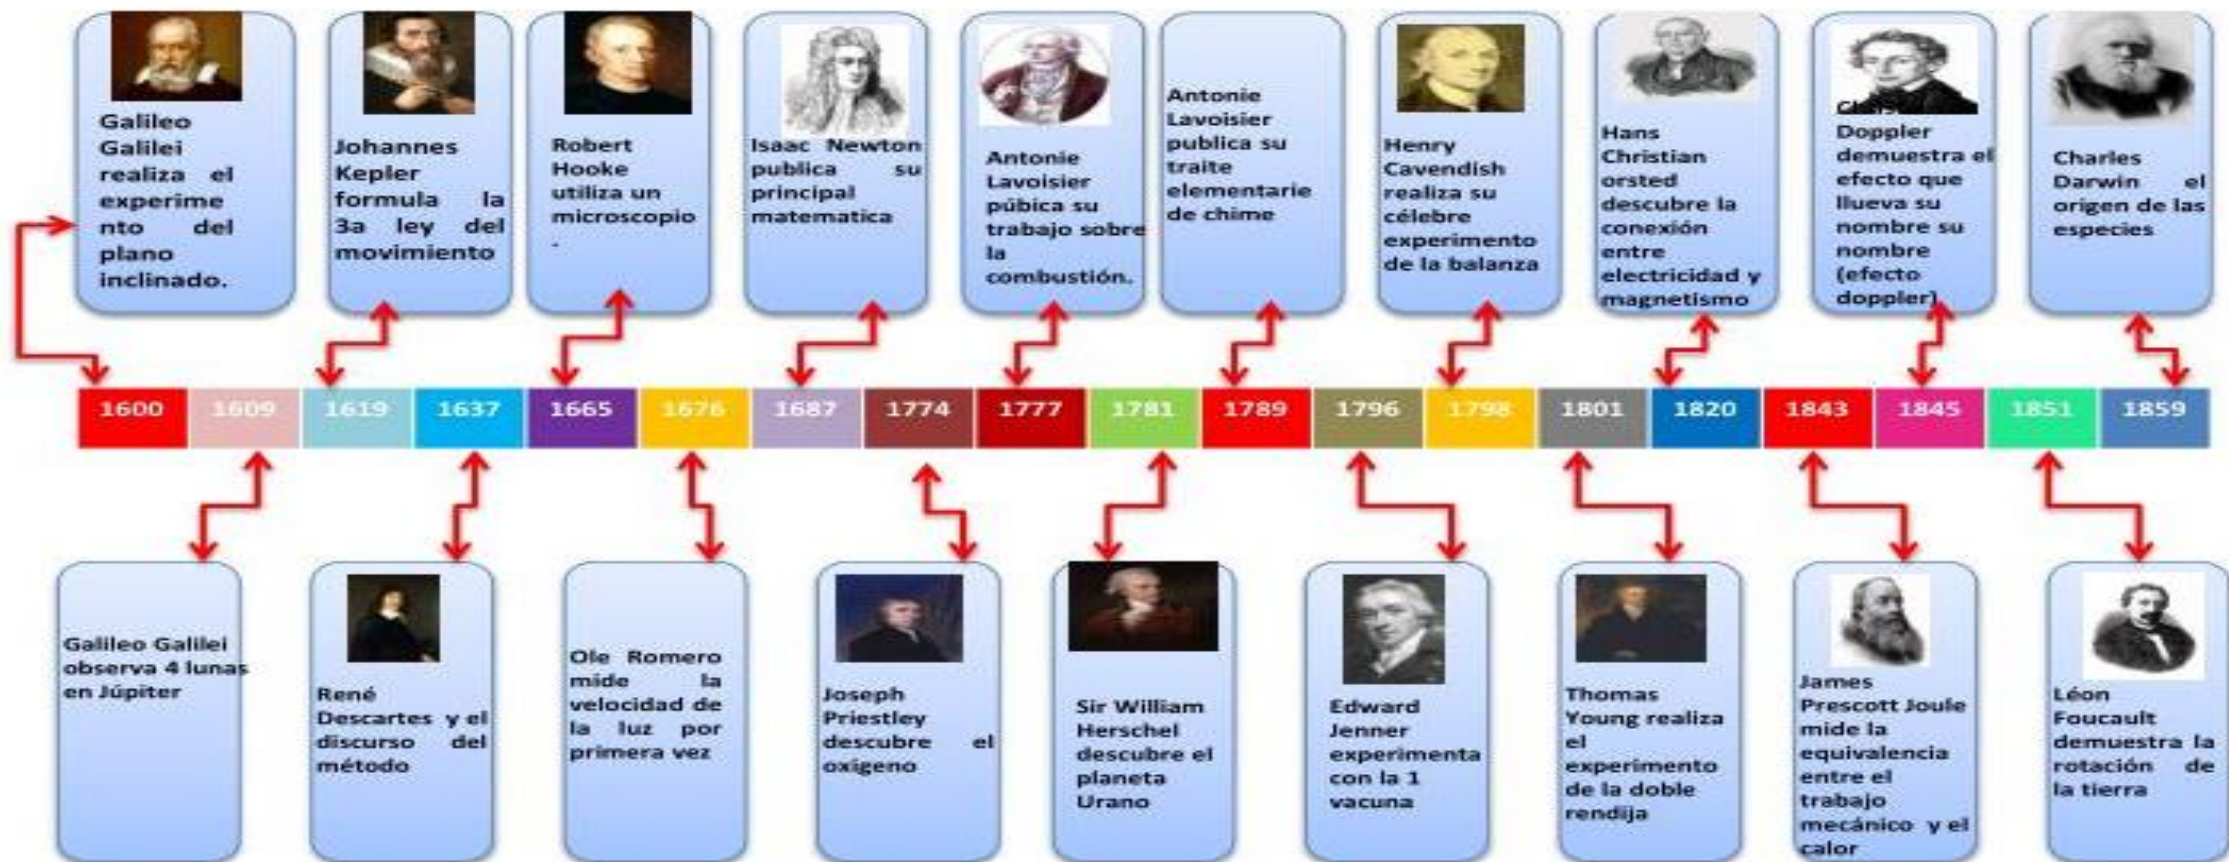 Galileo
Galilei
realiza el
experime
nto del
plano
inclinado.
Johannes
Kepler
formula la
3a ley del
movimiento
Robert
Hooke
utiliza un
microscopio
.
Isaac Newton
publica su
principal
matematica
Antonie
Lavoisier
púbica su
trabajo sobre
la
combustión.
Antonie
Lavoisier
publica su
traite
elementarie
de chime
Henry
Cavendish
realiza su
célebre
experimento
de la balanza
Hans
Christian
orsted
descubre la
conexión
entre
electricidad y
magnetismo
Doppler
demuestra el
efecto que
llueva su
nombre su
nombre
(efecto
doppler)
Charles
Darwin el
origen de las
especies
1600 1609 1619 1637 1665 1676 1687 1774 1777 1781 1789 1796 1798 1801 1820 1843 1845 1851 1859
Galileo Galilei
observa 4 lunas
en Júpiter
René
Descartes y el
discurso del
método
Ole Romero
mide la
velocidad de
la luz por
primera vez
Joseph
Priestley
descubre el
oxigeno
Sir William
Herschel
descubre el
planeta
Urano
Edward
Jenner
experimenta
con la 1
vacuna
Thomas
Young realiza
el
experimento
de la doble
rendija
James
Prescott Joule
mide la
equivalencia
entre el
trabajo
mecánico y el
calor
Léon
Foucault
demuestra la
rotación de
la tierra